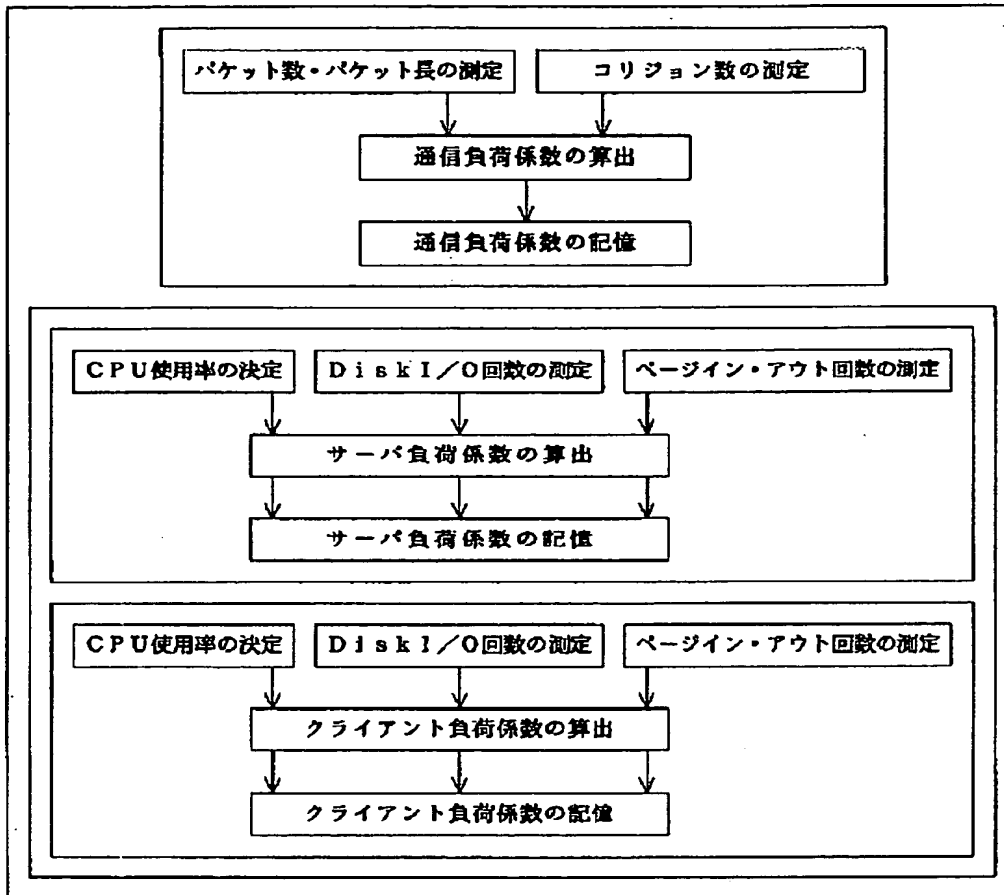 パケット数・パケット長の測定
コリジョン数の測定
通信負荷係数の算出
通信負荷係数の記憶
CPU使用率の決定
DiskI/O回数の測定
ページイン・アウト回数の測定
サーバ負荷係数の算出
サーバ負荷係数の記憶
CPU使用率の決定
DiskI/O回数の測定
ページイン・アウト回数の測定
クライアント負荷係数の算出
クライアント負荷係数の記憶